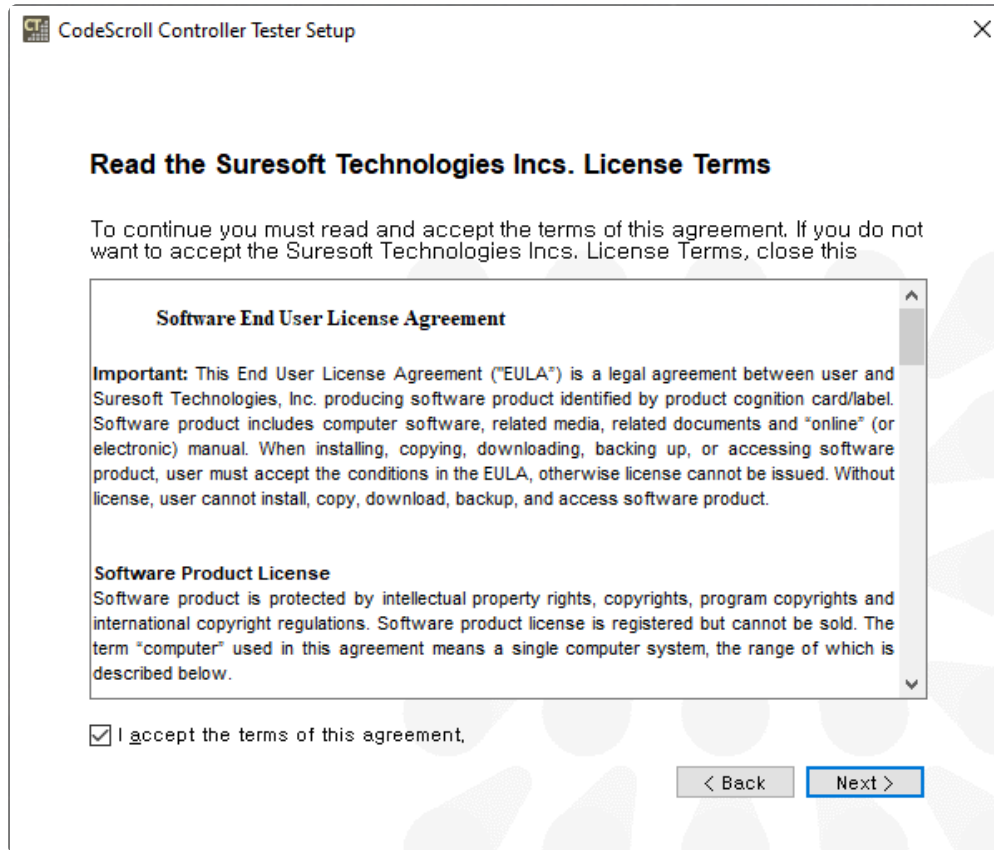 CT
CodeScroll Controller Tester Setup
Read the Suresoft Technologies Incs. License Terms
To continue you must read and accept the terms of this agreement. If you do not
want to accept the Suresoft Technologies Incs. License Terms, close this
Software End User License Agreement
Important: This End User License Agreement ("EULA”) is a legal agreement between user and
Suresoft Technologies, Inc. producing software product identified by product cognition card/label.
Software product includes computer software, related media, related documents and “online” (or
electronic) manual. When installing, copying, downloading, backing up, or accessing software
product, user must accept the conditions in the EULA, otherwise license cannot be issued. Without
license, user cannot install, copy, download, backup, and access software product.
Software Product License
Software product is protected by intellectual property rights, copyrights, program copyrights and
international copyright regulations. Software product license is registered but cannot be sold. The
term “computer” used in this agreement means a single computer system, the range of which is
described below.
I accept the terms of this agreement.
< Back
Next >